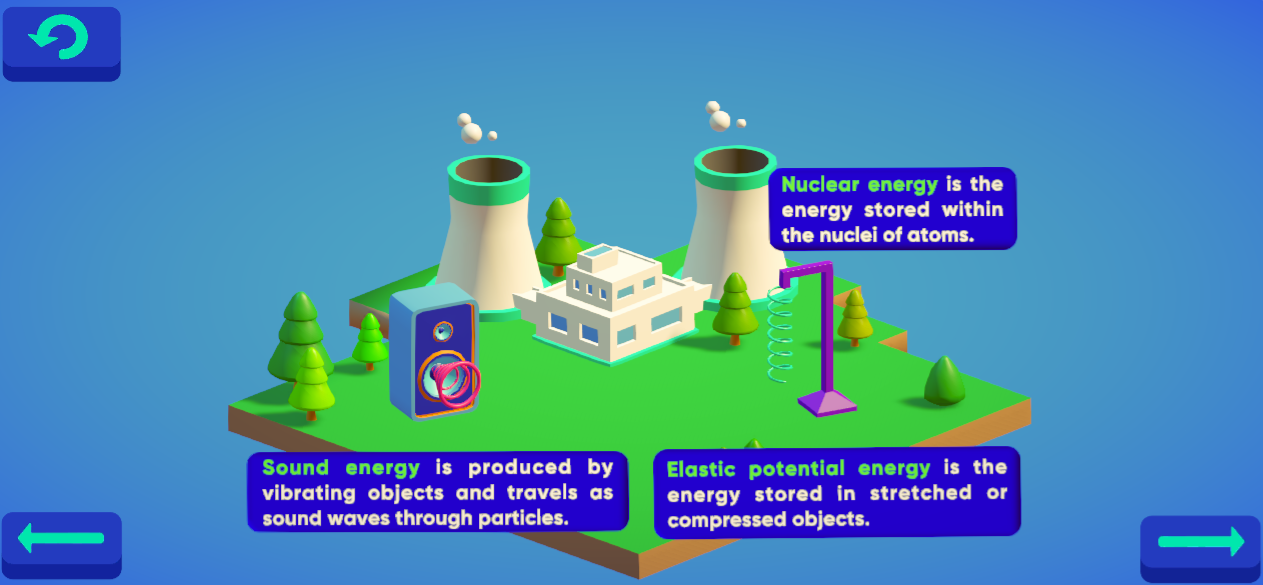 Nuclear energy is the
energy stored within
the nuclei of atoms.
Sound energy is produced by
vibrating objects and travels as
sound waves through particles.
Elastic potential energy is the
energy stored in stretched or
compressed objects.